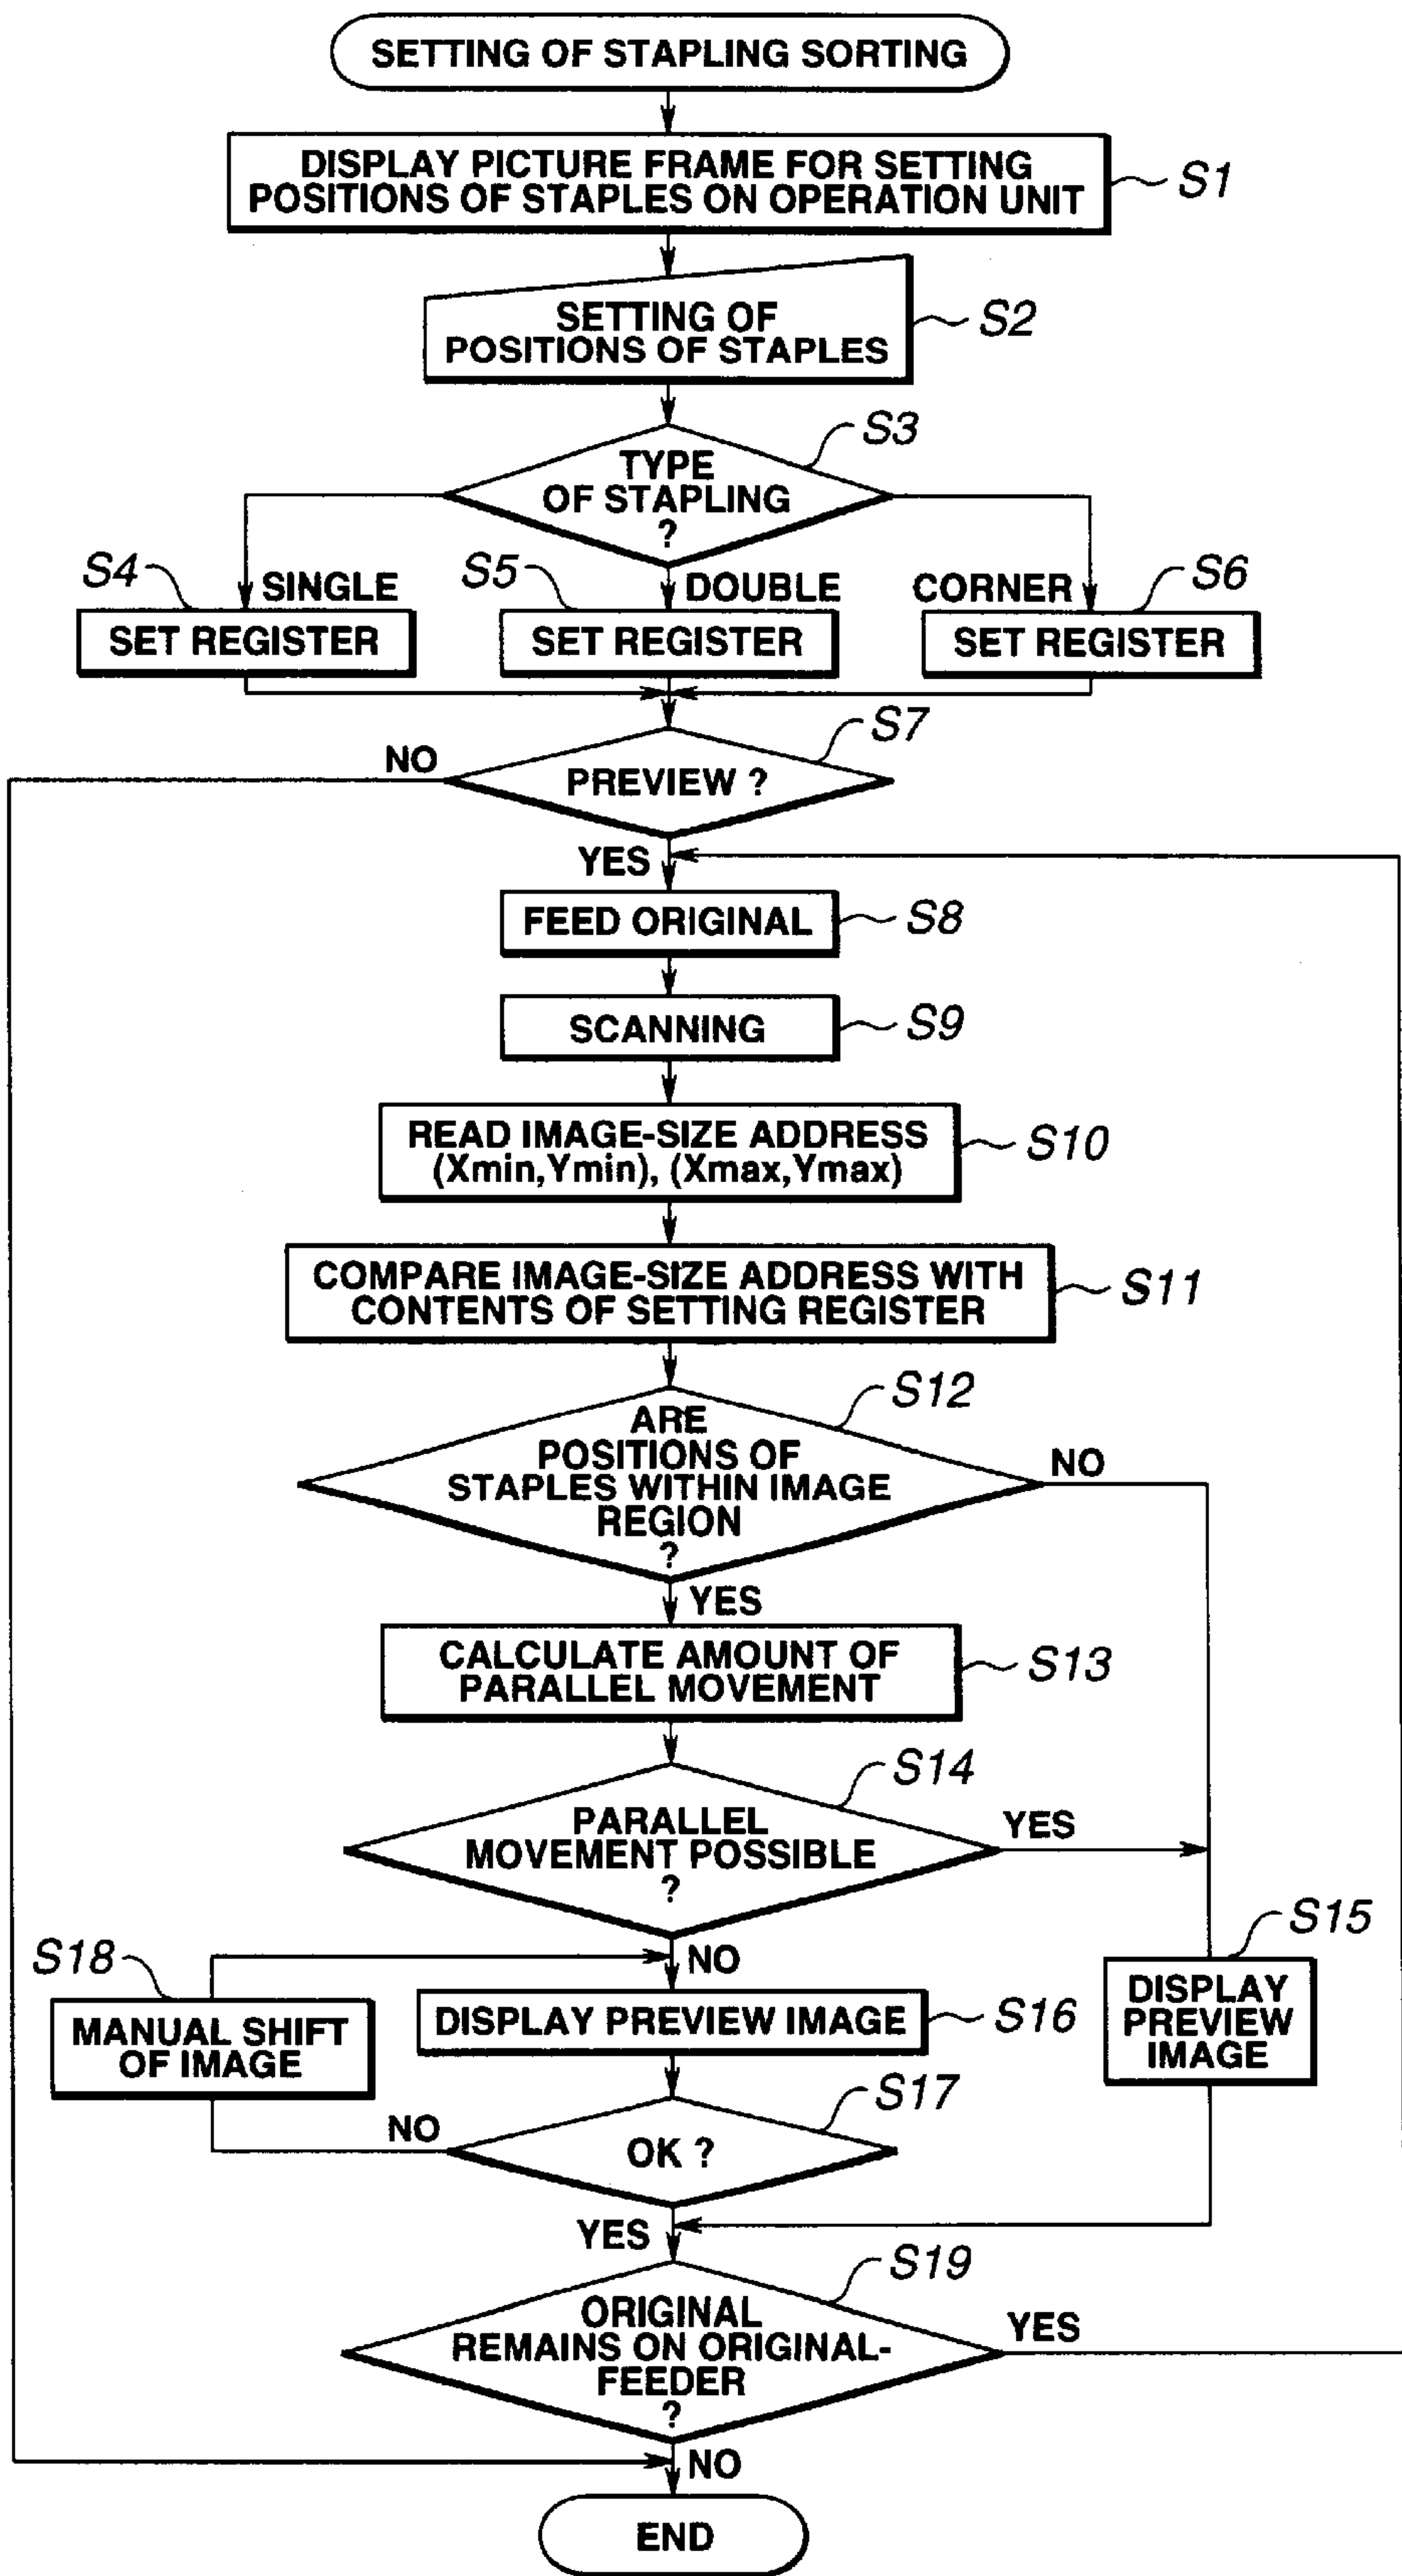 SETTING OF STAPLING SORTING
DISPLAY PICTURE FRAME FOR SETTING
POSITIONS OF STAPLES ON OPERATION UNIT
S1
SETTING OF
POSITIONS OF STAPLES
S2
S3
TYPE
OF STAPLING
?
S4
SINGLE
SET REGISTER
S5
DOUBLE
SET REGISTER
CORNER
S6
SET REGISTER
S7
NO
PREVIEW ?
YES
FEED ORIGINAL
S8
SCANNING
S9
READ IMAGE-SIZE ADDRESS
(Xmin,Ymin), (Xmax,Ymax)
S10
COMPARE IMAGE-SIZE ADDRESS WITH
CONTENTS OF SETTING REGISTER
S11
S12
ARE
POSITIONS OF
STAPLES WITHIN IMAGE
REGION
?
NO
YES
CALCULATE AMOUNT OF
PARALLEL MOVEMENT
S13
S14
PARALLEL
MOVEMENT POSSIBLE
?
YES
NO
S15
DISPLAY
PREVIEW
IMAGE
S18
MANUAL SHIFT
OF IMAGE
DISPLAY PREVIEW IMAGE
S16
S17
NO
OK ?
YES
S19
ORIGINAL
REMAINS ON ORIGINAL-
FEEDER
?
YES
NO
END